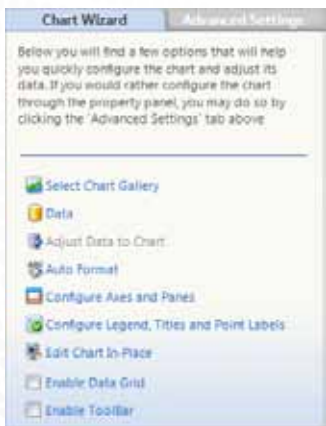 Chart Wizard
Advanced Settings
Below you will find a few options that will help
you quickly configure the chart and adjust its
data. If you would rather configure the chart
through the property panel, you may do so by
clicking the 'Advanced Settings' tab above
Select Chart Gallery
Data
Adjust Data to Chart
Auto Format
Configure Axes and Panes
Configure Legend, Titles and Point Labels
Edit Chart In-Place
Enable Data Grid
Enable ToolBar